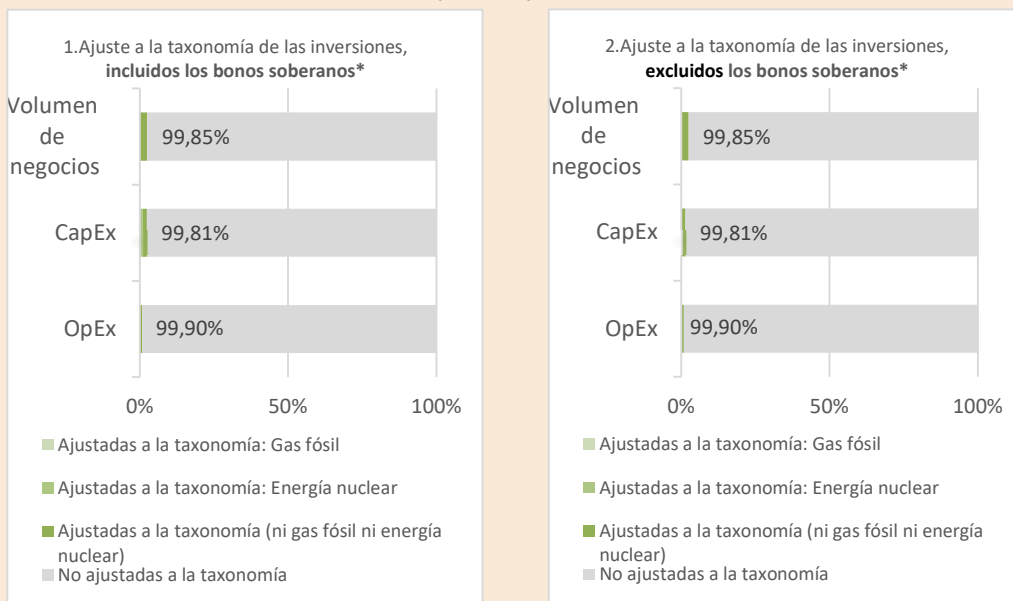 1.Ajuste a la taxonomía de las inversiones,
incluidos los bonos soberanos*
Volumen
de
negocios
99,85%
CapEx
99,81%
OpEx
99,90%
0%
50%
100%
Ajustadas a la taxonomía: Gas fósil
Ajustadas a la taxonomía: Energía nuclear
Ajustadas a la taxonomía (ni gas fósil ni energía
nuclear)
No ajustadas a la taxonomía
2.Ajuste a la taxonomía de las inversiones,
excluidos los bonos soberanos*
Volumen
de
negocios
99,85%
CapEx
99,81%
OpEx
99,90%
0%
50%
100%
Ajustadas a la taxonomía: Gas fósil
Ajustadas a la taxonomía: Energía nuclear
Ajustadas a la taxonomía (ni gas fósil ni energía
nuclear)
No ajustadas a la taxonomía